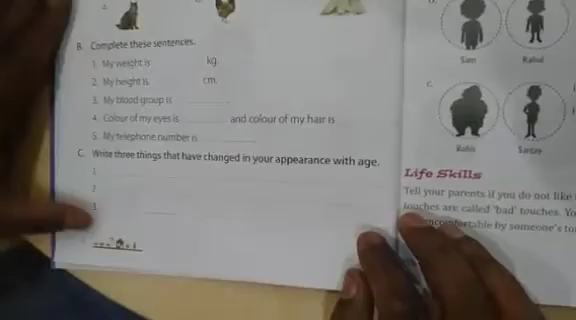 a.
B. Complete these sentences.
1. My weight is kg.
2. My height is cm.
3. My blood group is
4. Colour of my eyes is and colour of my hair is
5. My telephone number is
C. Write three things that have changed in your appearance with age.
1.
2.
3.
Sam Rahul
c.
Rohit Sanjay
Life Skills
Tell your parents if you do not like
touches are called 'bad' touches. Yo
uncomfortable by someone's to